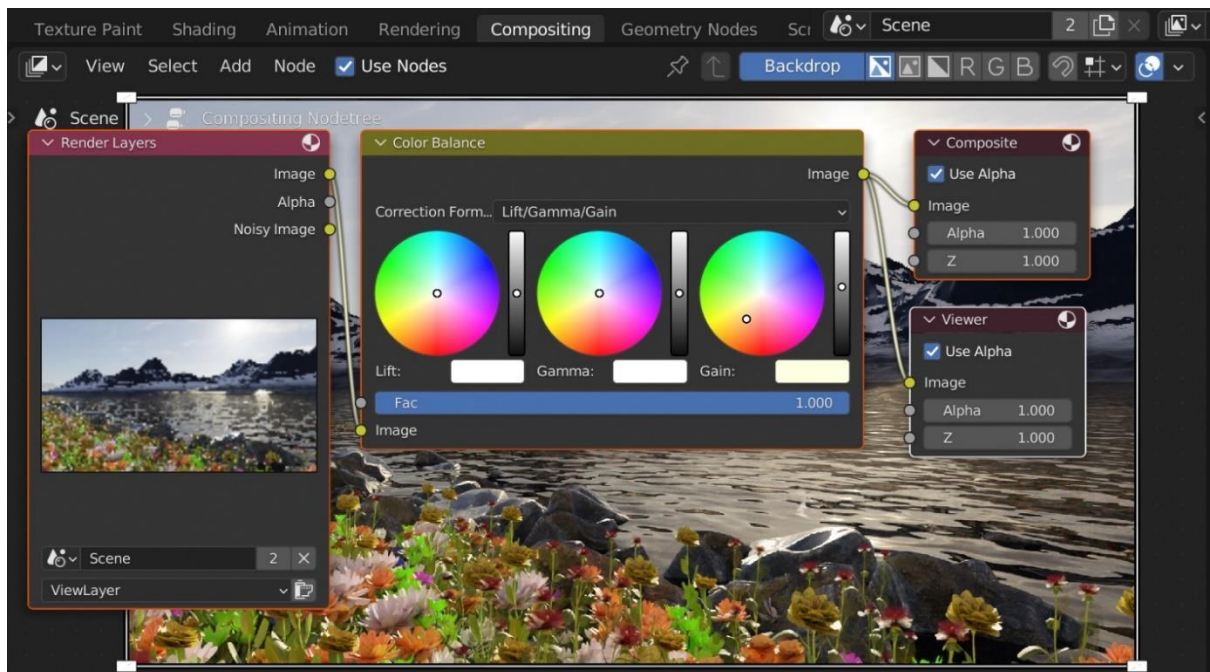 Texture Paint Shading Animation Rendering Compositing Geometry Nodes Scr Scene 2
View Select Add Node Use Nodes Backdrop R G B
Scene > Compositing Nodetree
Render Layers
Image
Alpha
Noisy Image
Scene 2
ViewLayer
Color Balance
Image
Correction Form... Lift/Gamma/Gain
Lift: Gamma: Gain:
Fac 1.000
Image
Composite
Use Alpha
Image
Alpha 1.000
Z 1.000
Viewer
Use Alpha
Image
Alpha 1.000
Z 1.000